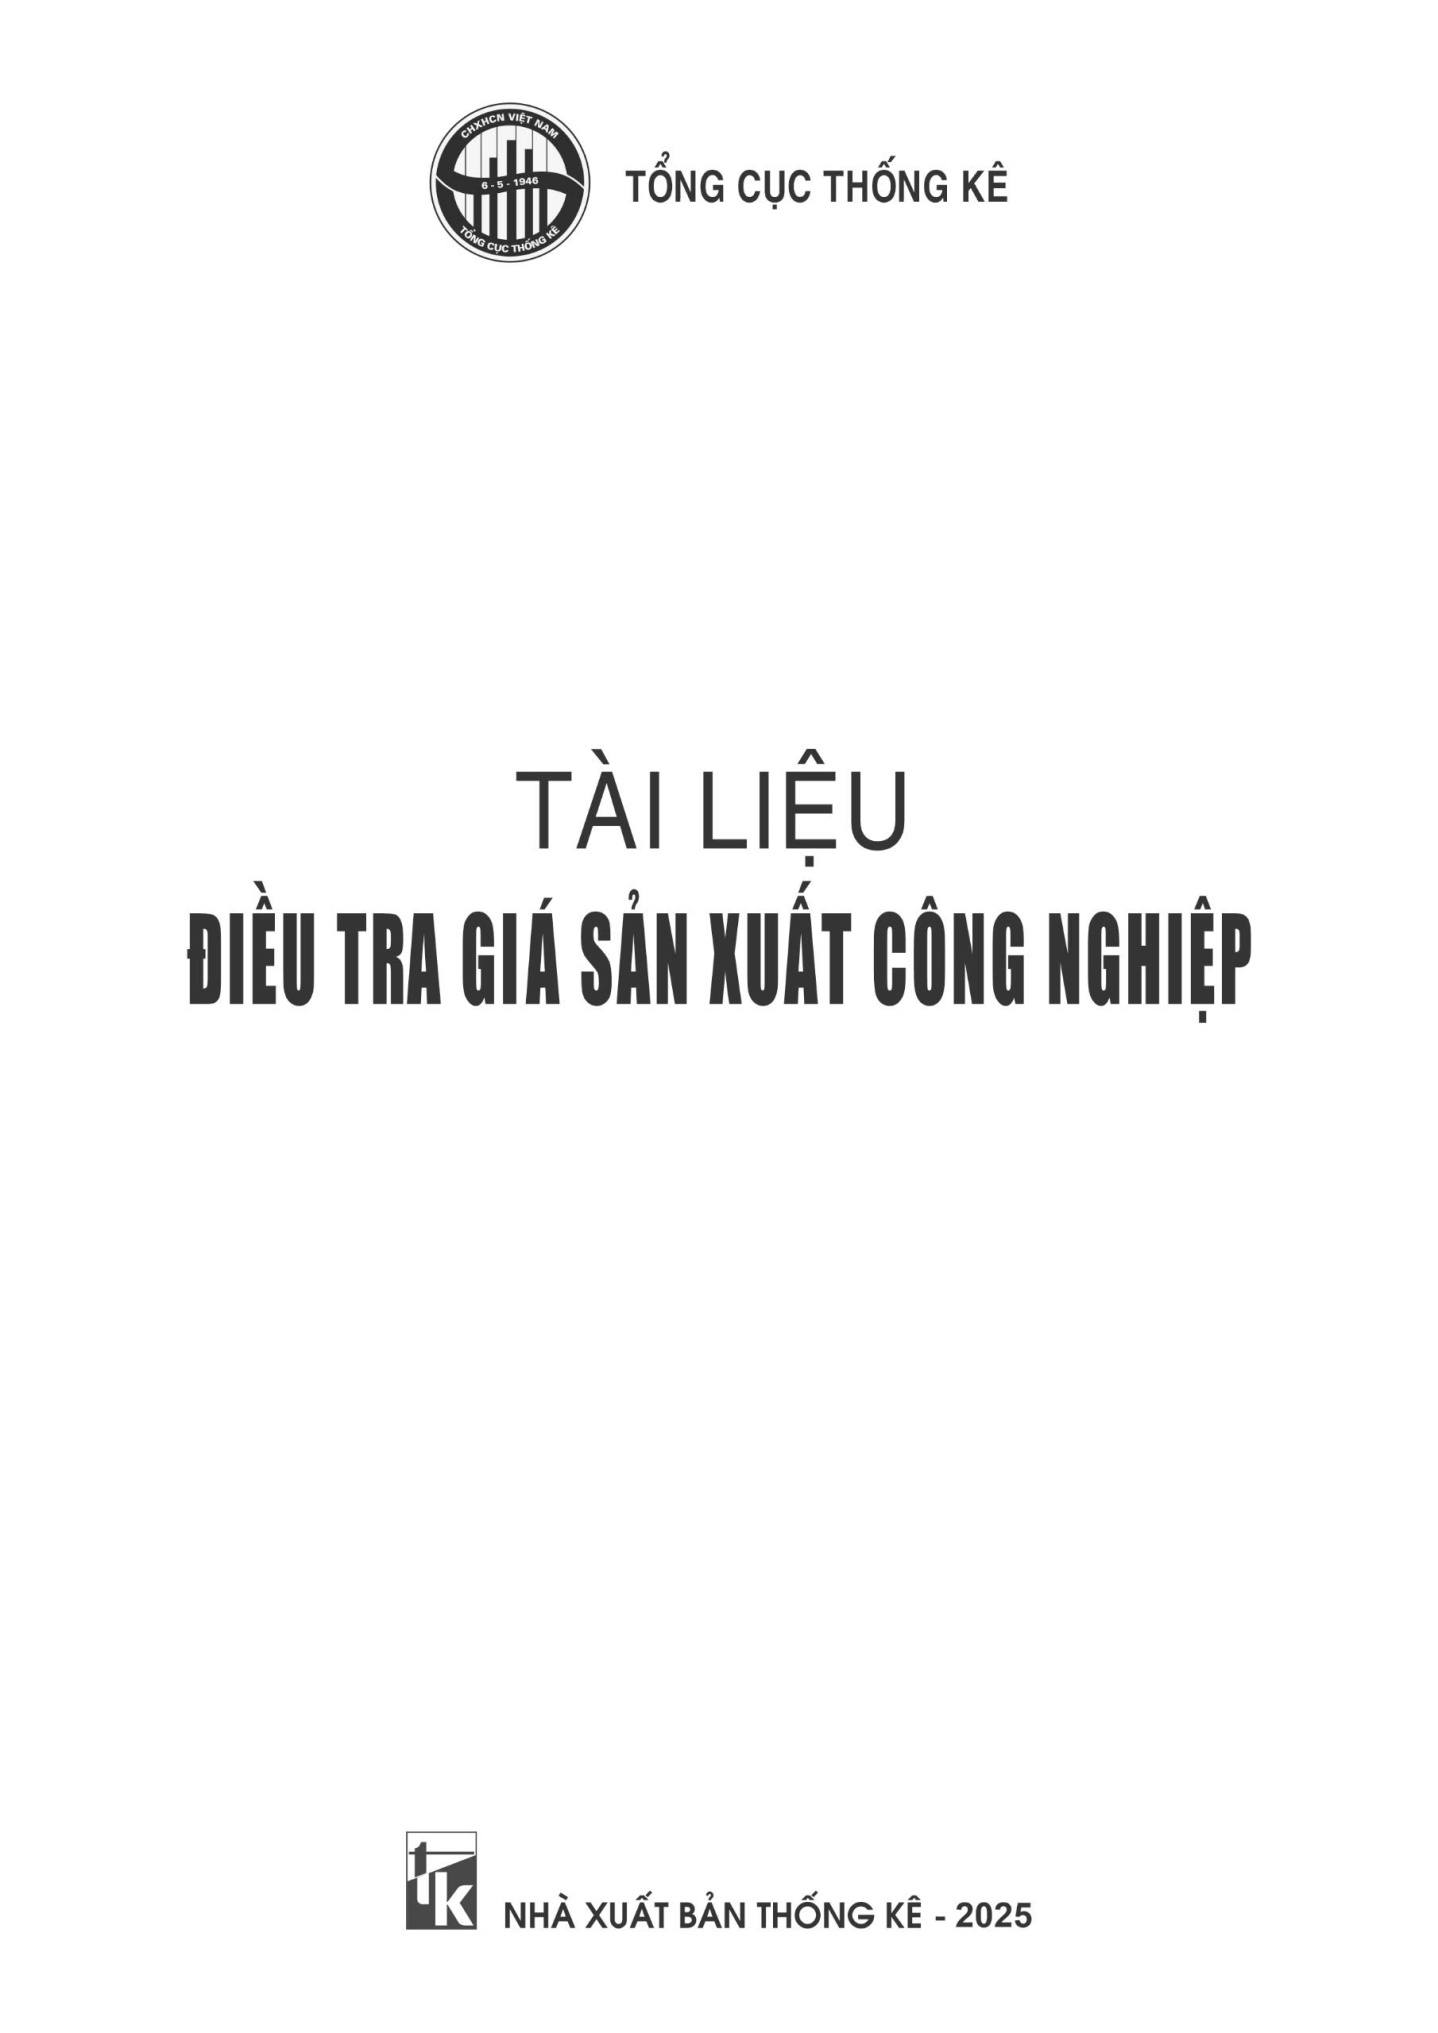 CHXHCN VIỆT NAM
6 - 5 - 1946
TỔNG CỤC THỐNG KÊ
TỔNG CỤC THỐNG KÊ
TÀI LIỆU
ĐIỀU TRA GIÁ SẢN XUẤT CÔNG NGHIỆP
tk
NHÀ XUẤT BẢN THỐNG KÊ - 2025